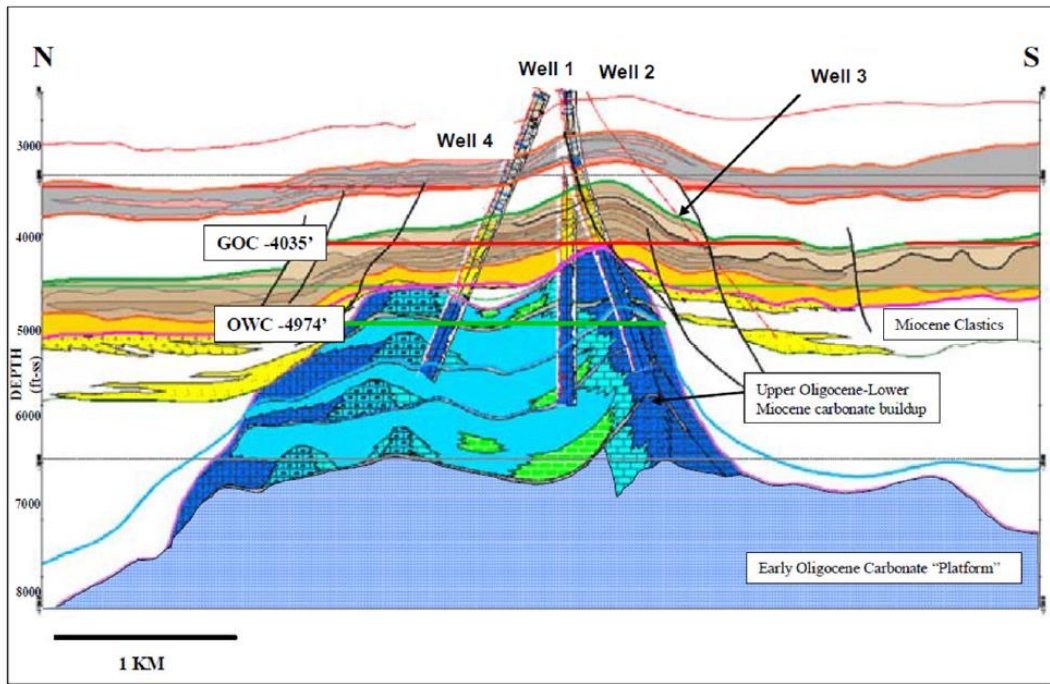 N
S
Well 1
Well 2
Well 3
Well 4
3000
4000
GOC -4035’
OWC -4974’
5000
Miocene Clastics
DEPTH
(ft-ss)
Upper Oligocene-Lower
Miocene carbonate buildup
6000
7000
Early Oligocene Carbonate “Platform”
8000
1 KM